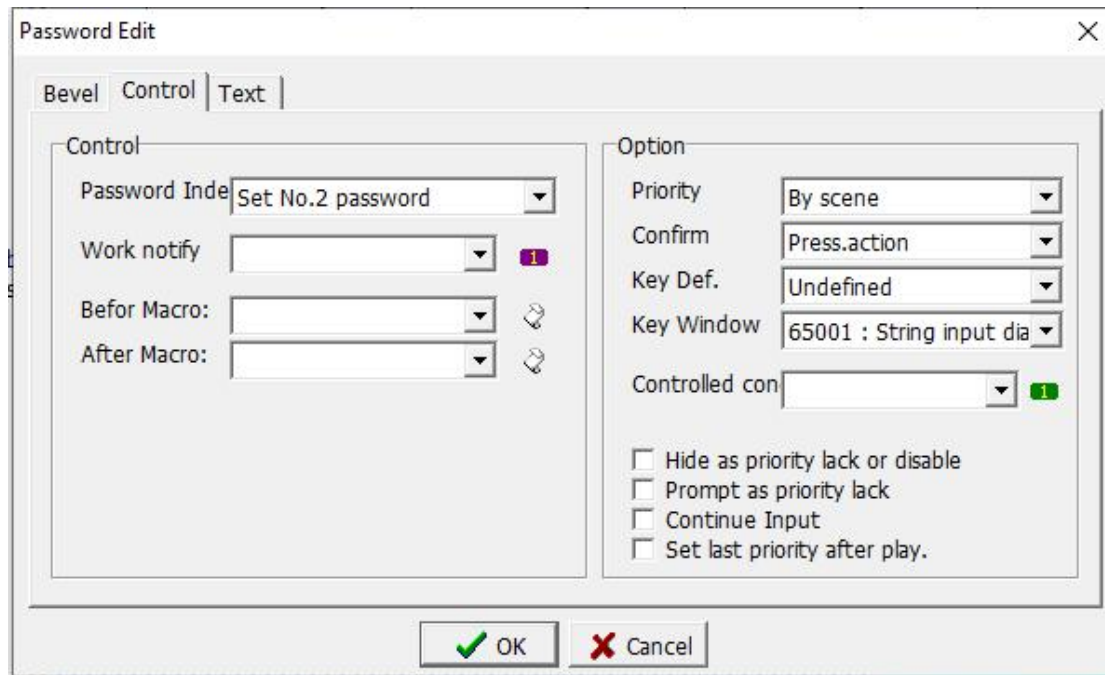 Password Edit
Bevel Control Text
Control
Password Inde Set No.2 password
Work notify 1
Befor Macro:
After Macro:
Option
Priority By scene
Confirm Press.action
Key Def. Undefined
Key Window 65001 : String input dia
Controlled con 1
Hide as priority lack or disable
Prompt as priority lack
Continue Input
Set last priority after play.
OK Cancel